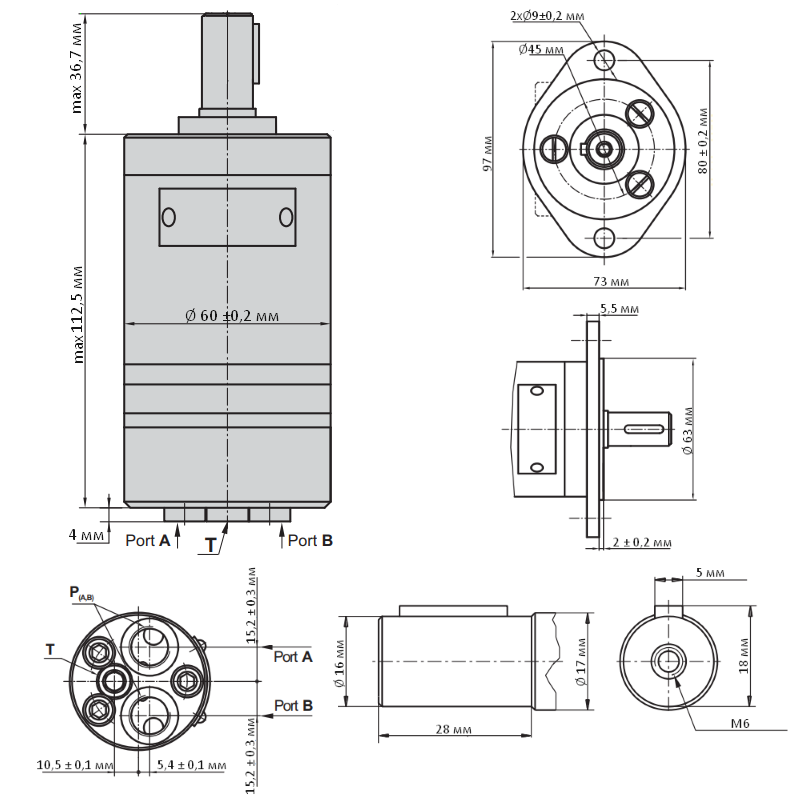 max 36,7 мм
max 112,5 мм
Ø 60 ±0,2 мм
4 мм
Port A
T
Port B
2xØ9±0,2 мм
Ø45 мм
97 мм
80 ± 0,2 мм
73 мм
5,5 мм
Ø 63 мм
2 ± 0,2 мм
P(A,B)
T
15,2 ± 0,3 мм
Port A
Port B
15,2 ± 0,3 мм
10,5 ± 0,1 мм
5,4 ± 0,1 мм
Ø 16 мм
Ø 17 мм
28 мм
5 мм
18 мм
M6